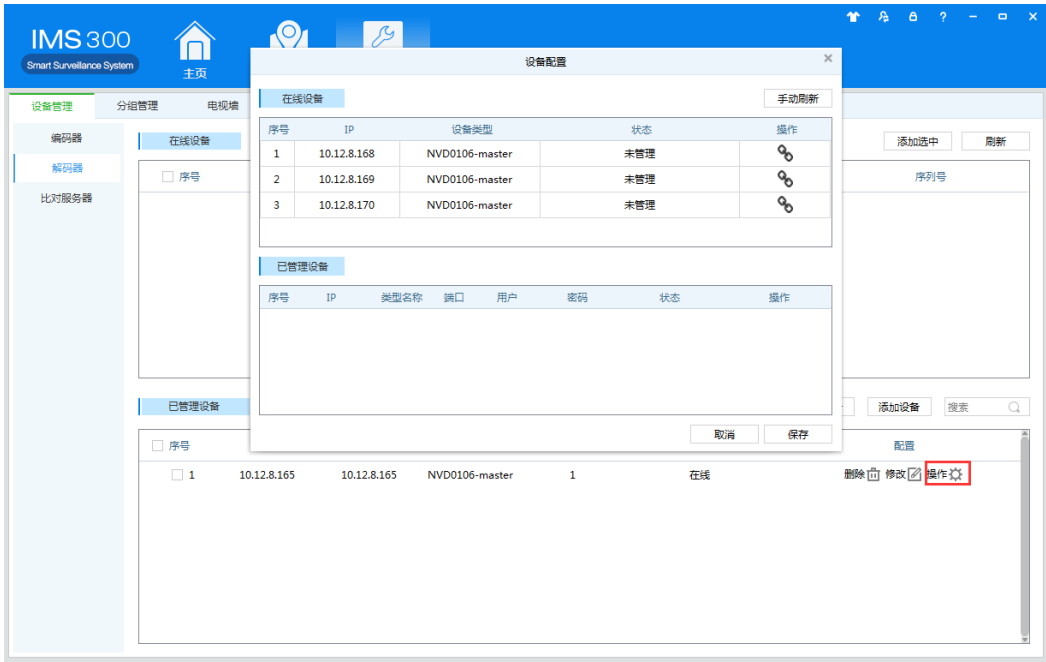 IMS 300
Smart Surveillance System
主页
?
设备管理 分组管理 电视墙
编码器
解码器
比对服务器
在线设备
添加选中 刷新
序号 序列号
设备配置
在线设备 手动刷新
序号 IP 设备类型 状态 操作
1 10.12.8.168 NVD0106-master 未管理
2 10.12.8.169 NVD0106-master 未管理
3 10.12.8.170 NVD0106-master 未管理
已管理设备
序号 IP 类型名称 端口 用户 密码 状态 操作
取消 保存
已管理设备 添加设备 搜索
序号 配置
1 10.12.8.165 10.12.8.165 NVD0106-master 1 在线 删除 修改 操作